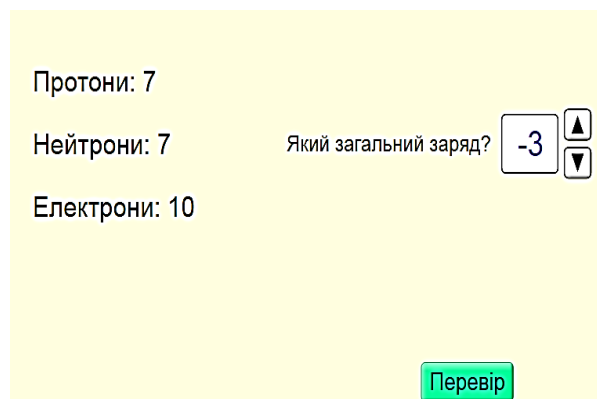 Протони: 7
Нейтрони: 7
Який загальний заряд?
-3
Електрони: 10
Перевір